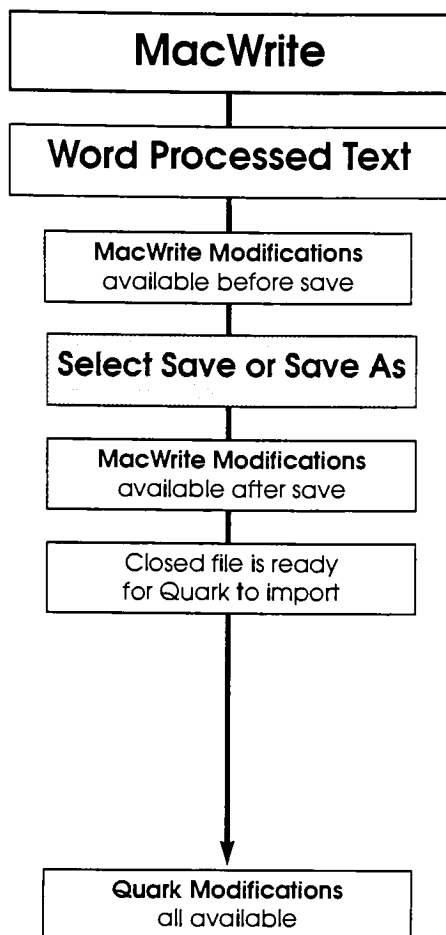 MacWrite
Word Processed Text
MacWrite Modifications
available before save
Select Save or Save As
MacWrite Modifications
available after save
Closed file is ready
for Quark to import
Quark Modifications
all available